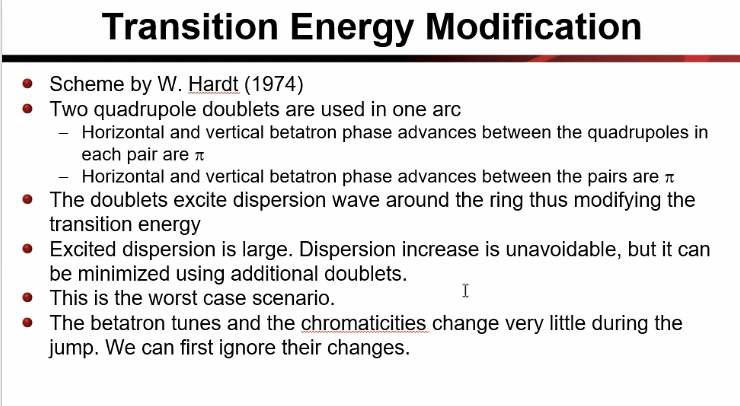 Transition Energy Modification
Scheme by W. Hardt (1974)
Two quadrupole doublets are used in one arc
– Horizontal and vertical betatron phase advances between the quadrupoles in
each pair are π
– Horizontal and vertical betatron phase advances between the pairs are π
The doublets excite dispersion wave around the ring thus modifying the
transition energy
Excited dispersion is large. Dispersion increase is unavoidable, but it can
be minimized using additional doublets.
This is the worst case scenario.
The betatron tunes and the chromaticities change very little during the
jump. We can first ignore their changes.